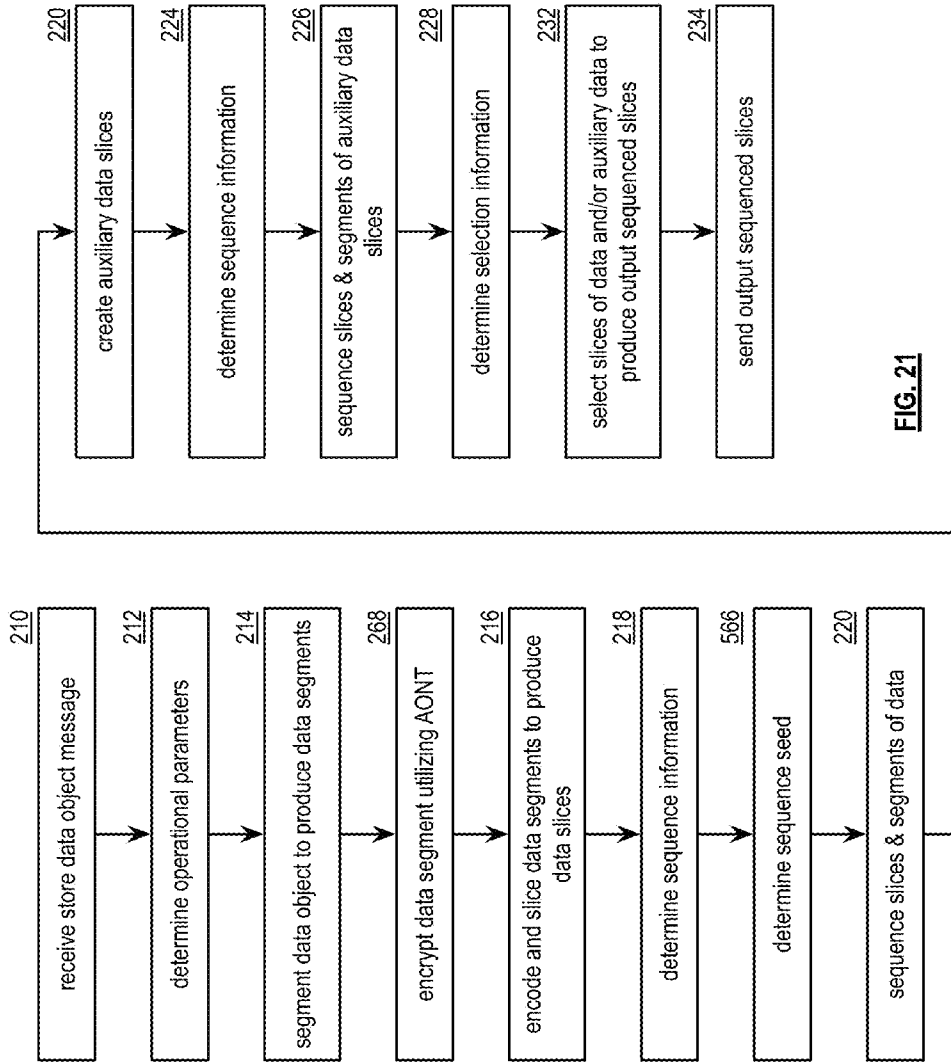 210
receive store data object message
212
determine operational parameters
214
segment data object to produce data segments
268
encrypt data segment utilizing AONT
216
encode and slice data segments to produce
data slices
218
determine sequence information
566
determine sequence seed
220
sequence slices & segments of data
220
create auxiliary data slices
224
determine sequence information
226
sequence slices & segments of auxiliary data
slices
228
determine selection information
232
select slices of data and/or auxiliary data to
produce output sequenced slices
234
send output sequenced slices
FIG. 21